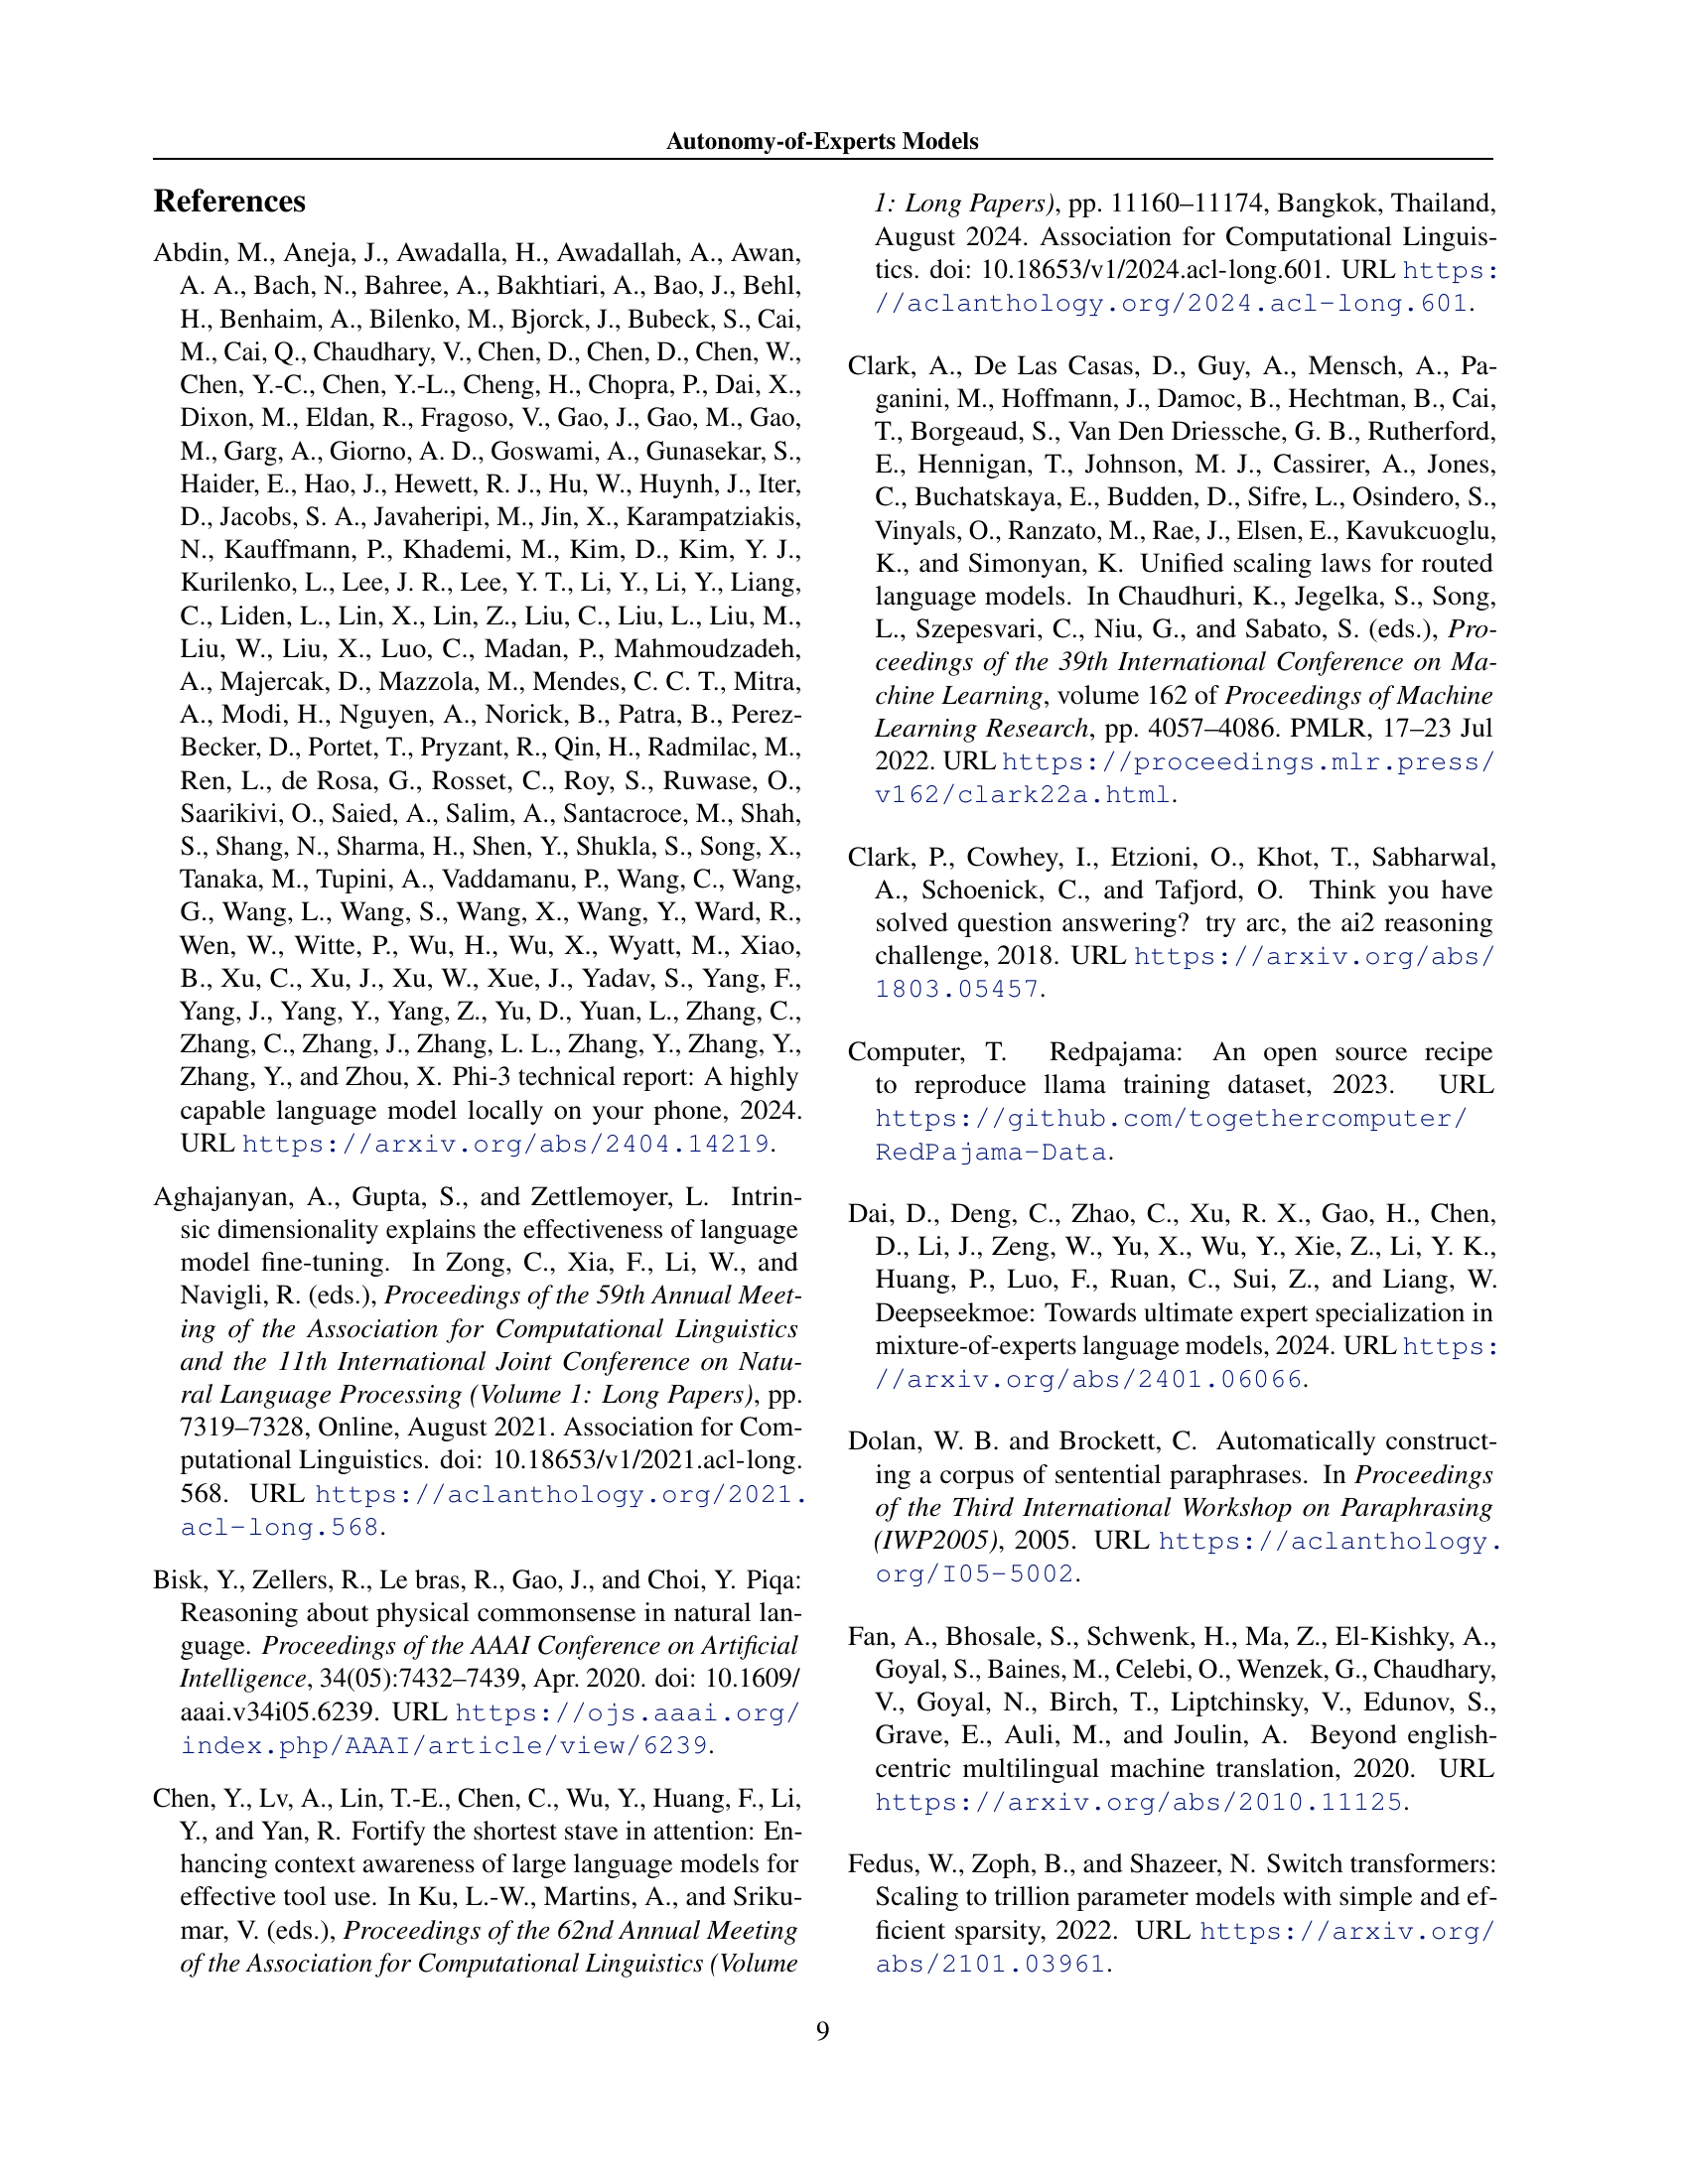 Autonomy-of-Experts Models
References
Abdin, M., Aneja, J., Awadalla, H., Awadallah, A., Awan,
A. A., Bach, N., Bahree, A., Bakhtiari, A., Bao, J., Behl,
H., Benhaim, A., Bilenko, M., Bjorck, J., Bubeck, S., Cai,
M., Cai, Q., Chaudhary, V., Chen, D., Chen, D., Chen, W.,
Chen, Y.-C., Chen, Y.-L., Cheng, H., Chopra, P., Dai, X.,
Dixon, M., Eldan, R., Fragoso, V., Gao, J., Gao, M., Gao,
M., Garg, A., Giorno, A. D., Goswami, A., Gunasekar, S.,
Haider, E., Hao, J., Hewett, R. J., Hu, W., Huynh, J., Iter,
D., Jacobs, S. A., Javaheripi, M., Jin, X., Karampatziakis,
N., Kauffmann, P., Khademi, M., Kim, D., Kim, Y. J.,
Kurilenko, L., Lee, J. R., Lee, Y. T., Li, Y., Li, Y., Liang,
C., Liden, L., Lin, X., Lin, Z., Liu, C., Liu, L., Liu, M.,
Liu, W., Liu, X., Luo, C., Madan, P., Mahmoudzadeh,
A., Majercak, D., Mazzola, M., Mendes, C. C. T., Mitra,
A., Modi, H., Nguyen, A., Norick, B., Patra, B., Perez-
Becker, D., Portet, T., Pryzant, R., Qin, H., Radmilac, M.,
Ren, L., de Rosa, G., Rosset, C., Roy, S., Ruwase, O.,
Saarikivi, O., Saied, A., Salim, A., Santacroce, M., Shah,
S., Shang, N., Sharma, H., Shen, Y., Shukla, S., Song, X.,
Tanaka, M., Tupini, A., Vaddamanu, P., Wang, C., Wang,
G., Wang, L., Wang, S., Wang, X., Wang, Y., Ward, R.,
Wen, W., Witte, P., Wu, H., Wu, X., Wyatt, M., Xiao,
B., Xu, C., Xu, J., Xu, W., Xue, J., Yadav, S., Yang, F.,
Yang, J., Yang, Y., Yang, Z., Yu, D., Yuan, L., Zhang, C.,
Zhang, C., Zhang, J., Zhang, L. L., Zhang, Y., Zhang, Y.,
Zhang, Y., and Zhou, X. Phi-3 technical report: A highly
capable language model locally on your phone, 2024.
URL https://arxiv.org/abs/2404.14219.
Aghajanyan, A., Gupta, S., and Zettlemoyer, L. Intrin-
sic dimensionality explains the effectiveness of language
model fine-tuning. In Zong, C., Xia, F., Li, W., and
Navigli, R. (eds.), Proceedings of the 59th Annual Meet-
ing of the Association for Computational Linguistics
and the 11th International Joint Conference on Natu-
ral Language Processing (Volume 1: Long Papers), pp.
7319–7328, Online, August 2021. Association for Com-
putational Linguistics. doi: 10.18653/v1/2021.acl-long.
568. URL https://aclanthology.org/2021.
acl-long.568.
Bisk, Y., Zellers, R., Le bras, R., Gao, J., and Choi, Y. Piqa:
Reasoning about physical commonsense in natural lan-
guage. Proceedings of the AAAI Conference on Artificial
Intelligence, 34(05):7432–7439, Apr. 2020. doi: 10.1609/
aaai.v34i05.6239. URL https://ojs.aaai.org/
index.php/AAAI/article/view/6239.
Chen, Y., Lv, A., Lin, T.-E., Chen, C., Wu, Y., Huang, F., Li,
Y., and Yan, R. Fortify the shortest stave in attention: En-
hancing context awareness of large language models for
effective tool use. In Ku, L.-W., Martins, A., and Sriku-
mar, V. (eds.), Proceedings of the 62nd Annual Meeting
of the Association for Computational Linguistics (Volume
1: Long Papers), pp. 11160–11174, Bangkok, Thailand,
August 2024. Association for Computational Linguis-
tics. doi: 10.18653/v1/2024.acl-long.601. URL https:
//aclanthology.org/2024.acl-long.601.
Clark, A., De Las Casas, D., Guy, A., Mensch, A., Pa-
ganini, M., Hoffmann, J., Damoc, B., Hechtman, B., Cai,
T., Borgeaud, S., Van Den Driessche, G. B., Rutherford,
E., Hennigan, T., Johnson, M. J., Cassirer, A., Jones,
C., Buchatskaya, E., Budden, D., Sifre, L., Osindero, S.,
Vinyals, O., Ranzato, M., Rae, J., Elsen, E., Kavukcuoglu,
K., and Simonyan, K. Unified scaling laws for routed
language models. In Chaudhuri, K., Jegelka, S., Song,
L., Szepesvari, C., Niu, G., and Sabato, S. (eds.), Pro-
ceedings of the 39th International Conference on Ma-
chine Learning, volume 162 of Proceedings of Machine
Learning Research, pp. 4057–4086. PMLR, 17–23 Jul
2022. URL https://proceedings.mlr.press/
v162/clark22a.html.
Clark, P., Cowhey, I., Etzioni, O., Khot, T., Sabharwal,
A., Schoenick, C., and Tafjord, O. Think you have
solved question answering? try arc, the ai2 reasoning
challenge, 2018. URL https://arxiv.org/abs/
1803.05457.
Computer, T. Redpajama: An open source recipe
to reproduce llama training dataset, 2023. URL
https://github.com/togethercomputer/
RedPajama-Data.
Dai, D., Deng, C., Zhao, C., Xu, R. X., Gao, H., Chen,
D., Li, J., Zeng, W., Yu, X., Wu, Y., Xie, Z., Li, Y. K.,
Huang, P., Luo, F., Ruan, C., Sui, Z., and Liang, W.
Deepseekmoe: Towards ultimate expert specialization in
mixture-of-experts language models, 2024. URL https:
//arxiv.org/abs/2401.06066.
Dolan, W. B. and Brockett, C. Automatically construct-
ing a corpus of sentential paraphrases. In Proceedings
of the Third International Workshop on Paraphrasing
(IWP2005), 2005. URL https://aclanthology.
org/I05-5002.
Fan, A., Bhosale, S., Schwenk, H., Ma, Z., El-Kishky, A.,
Goyal, S., Baines, M., Celebi, O., Wenzek, G., Chaudhary,
V., Goyal, N., Birch, T., Liptchinsky, V., Edunov, S.,
Grave, E., Auli, M., and Joulin, A. Beyond english-
centric multilingual machine translation, 2020. URL
https://arxiv.org/abs/2010.11125.
Fedus, W., Zoph, B., and Shazeer, N. Switch transformers:
Scaling to trillion parameter models with simple and ef-
ficient sparsity, 2022. URL https://arxiv.org/
abs/2101.03961.
9